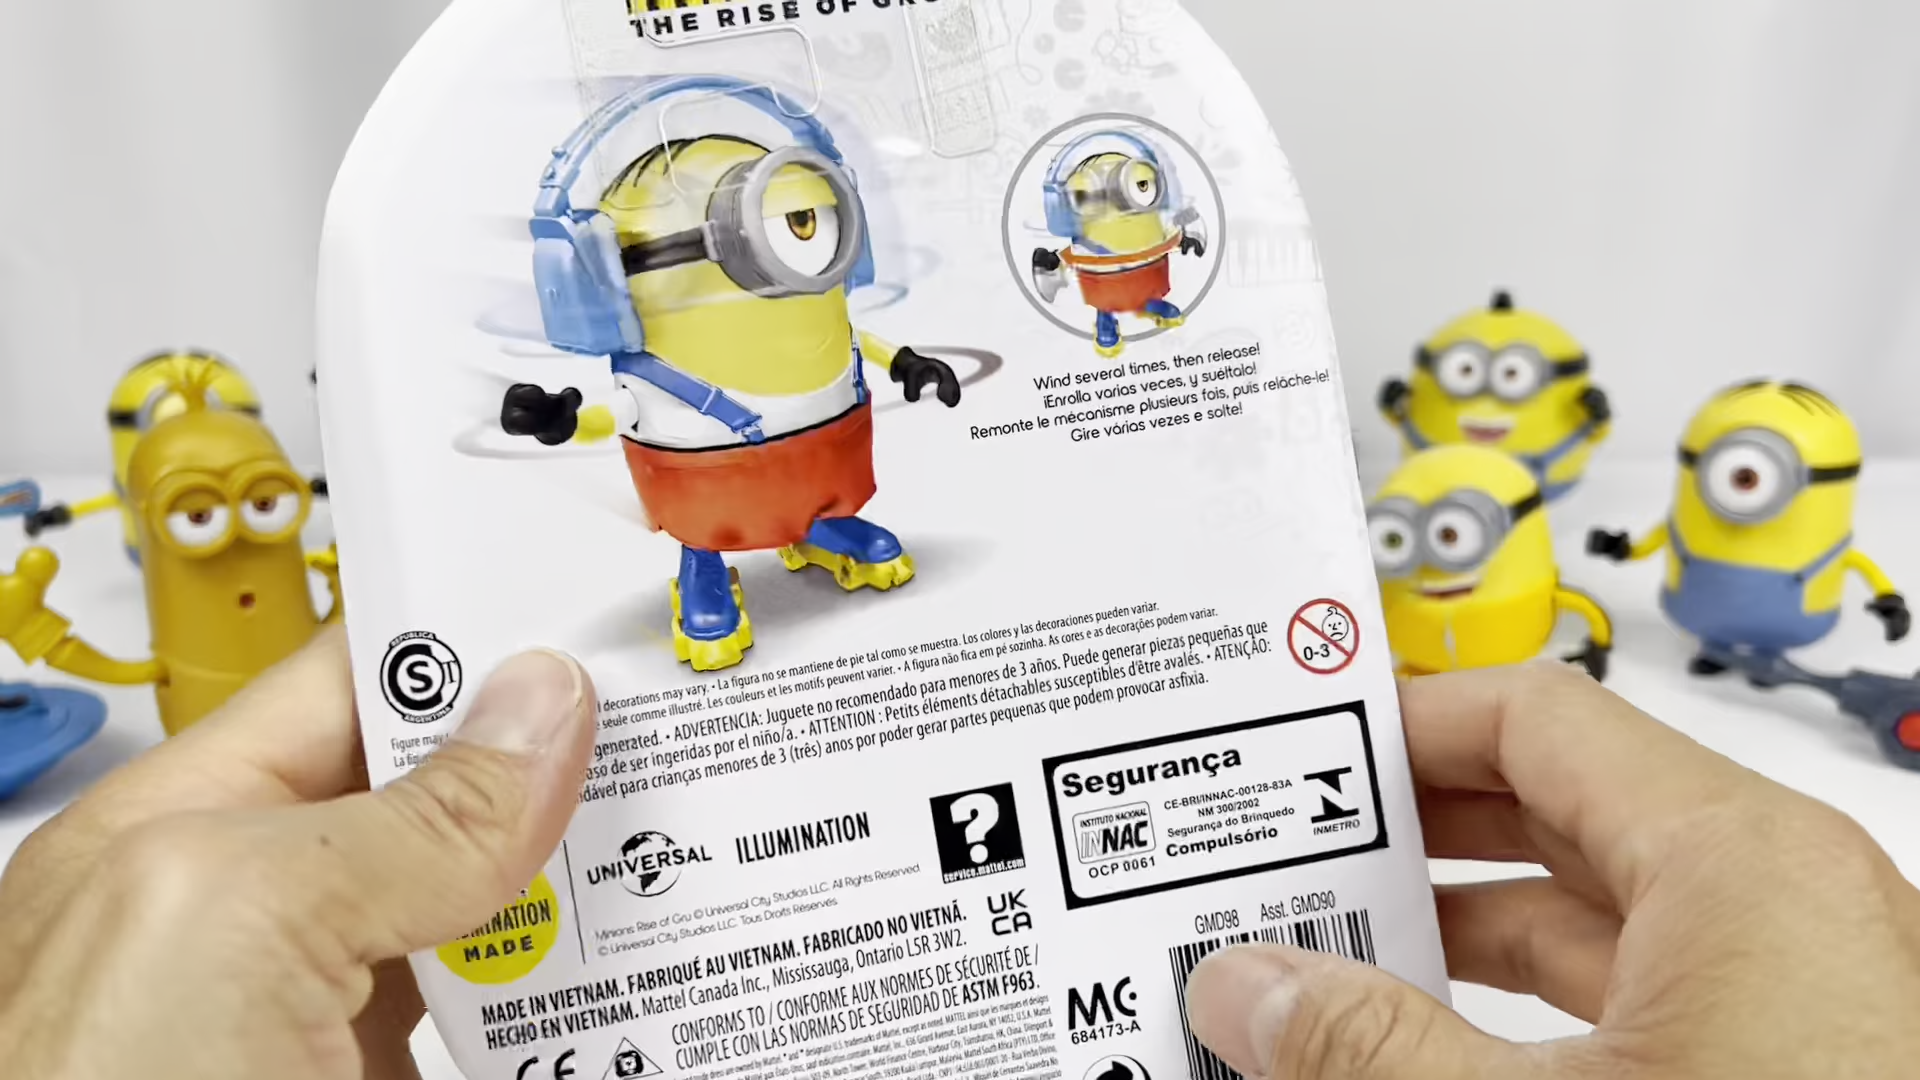 THE RISE OF GRU
Wind several times, then release!
¡Enrolla varias veces, y suéltalo!
Remonte le mécanisme plusieurs fois, puis relâche-le!
Gire várias vezes e solte!
REPUBLICA
S
ARGENTINA
0-3
Figure may
La figu
decorations may vary. • La figura no se mantiene de pie tal como se muestra. Los colores y las decoraciones pueden variar.
seule comme illustré. Les couleurs et les motifs peuvent varier. • A figura não fica em pé sozinha. As cores e as decorações podem variar.
generated. • ADVERTENCIA: Juguete no recomendado para menores de 3 años. Puede generar piezas pequeñas que
aso de ser ingeridas por el niño/a. • ATTENTION : Petits éléments détachables susceptibles d'être avalés. • ATENÇÃO:
dável para crianças menores de 3 (três) anos por poder gerar partes pequenas que podem provocar asfixia.
Segurança
INSTITUTO NACIONAL
INNAC
OCP 0061
CE-BRI/INNAC-00128-83A
NM 300/2002
Segurança do Brinquedo
Compulsório
INMETRO
UNIVERSAL
ILLUMINATION
?
service.mattel.com
MINATION
MADE
Minions: Rise of Gru © Universal City Studios LLC. All Rights Reserved.
© Universal City Studios LLC. Tous Droits Réservés.
UK
CA
MADE IN VIETNAM. FABRIQUÉ AU VIETNAM. FABRICADO NO VIETNÃ.
HECHO EN VIETNAM. Mattel Canada Inc., Mississauga, Ontario L5R 3W2.
CONFORMS TO / CONFORME AUX NORMES DE SÉCURITÉ DE /
CUMPLE CON LAS NORMAS DE SEGURIDAD DE ASTM F963.
CE
GMD98 Asst. GMD90
MC
684173-A